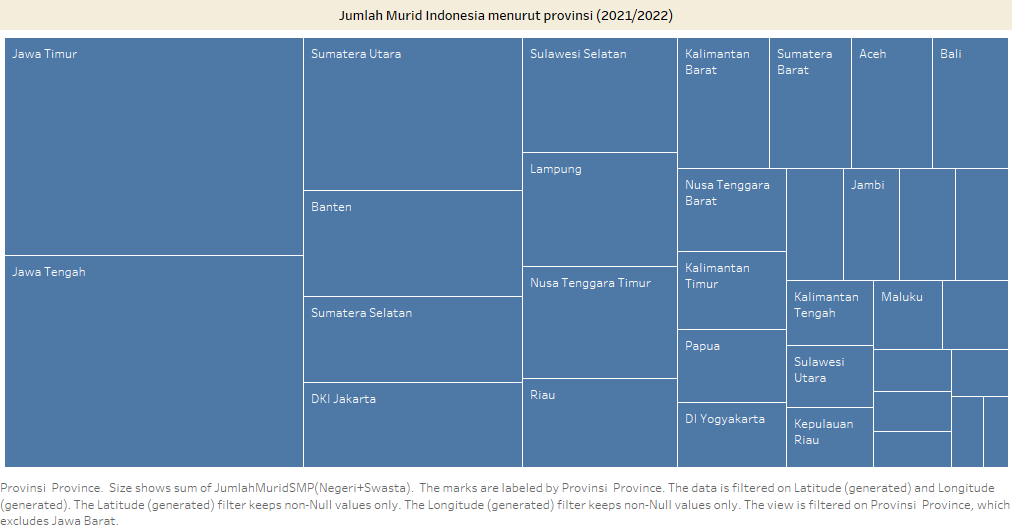 Jumlah Murid Indonesia menurut provinsi (2021/2022)
Jawa Timur
Jawa Tengah
Sumatera Utara
Banten
Sumatera Selatan
DKI Jakarta
Sulawesi Selatan
Lampung
Nusa Tenggara Timur
Riau
Kalimantan
Barat
Sumatera
Barat
Aceh
Bali
Nusa Tenggara
Barat
Kalimantan
Timur
Papua
DI Yogyakarta
Jambi
Kalimantan
Tengah
Sulawesi
Utara
Kepulauan
Riau
Maluku
Provinsi Province. Size shows sum of JumlahMuridSMP(Negeri+Swasta). The marks are labeled by Provinsi Province. The data is filtered on Latitude (generated) and Longitude
(generated). The Latitude (generated) filter keeps non-Null values only. The Longitude (generated) filter keeps non-Null values only. The view is filtered on Provinsi Province, which
excludes Jawa Barat.